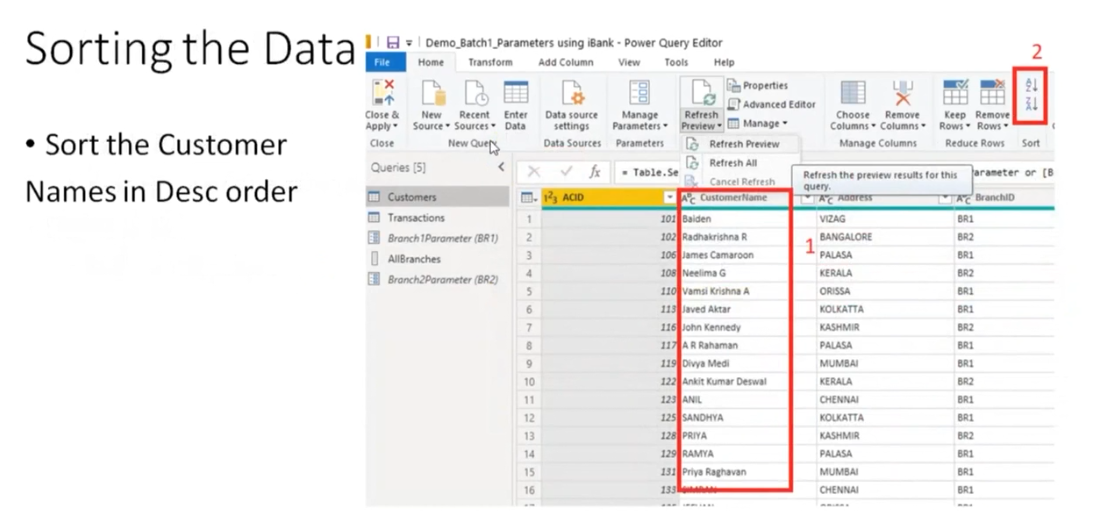 Sorting the Data
• Sort the Customer
Names in Desc order
Demo_Batch1_Parameters using iBank - Power Query Editor
2
File Home Transform Add Column View Tools Help
Close & Apply
New Source
Recent Sources
Enter Data
Data source settings
Manage Parameters
Refresh Preview
Properties
Advanced Editor
Manage
Choose Columns
Remove Columns
Keep Rows
Remove Rows
Close
New Query
Data Sources
Parameters
Manage Columns
Reduce Rows
Sort
Refresh Preview
Refresh All
Cancel Refresh
Refresh the preview results for this
query.
Queries [5]
fx = Table.Se
arameter or [B
Customers
Transactions
Branch1Parameter (BR1)
AllBranches
Branch2Parameter (BR2)
1
1²3 ACID ABC CustomerName ABC Address ABC BranchID
1 101 Baiden VIZAG BR1
2 102 Radhakrishna R BANGALORE BR2
3 106 James Camaroon PALASA BR1
4 108 Neelima G KERALA BR2
5 110 Vamsi Krishna A ORISSA BR1
6 113 Javed Aktar KOLKATTA BR1
7 116 John Kennedy KASHMIR BR2
8 117 A R Rahaman PALASA BR1
9 119 Divya Medi MUMBAI BR1
10 122 Ankit Kumar Deswal KERALA BR2
11 123 ANIL CHENNAI BR1
12 125 SANDHYA KOLKATTA BR1
13 128 PRIYA KASHMIR BR2
14 129 RAMYA PALASA BR1
15 131 Priya Raghavan MUMBAI BR1
16 133 CHENNAI BR1